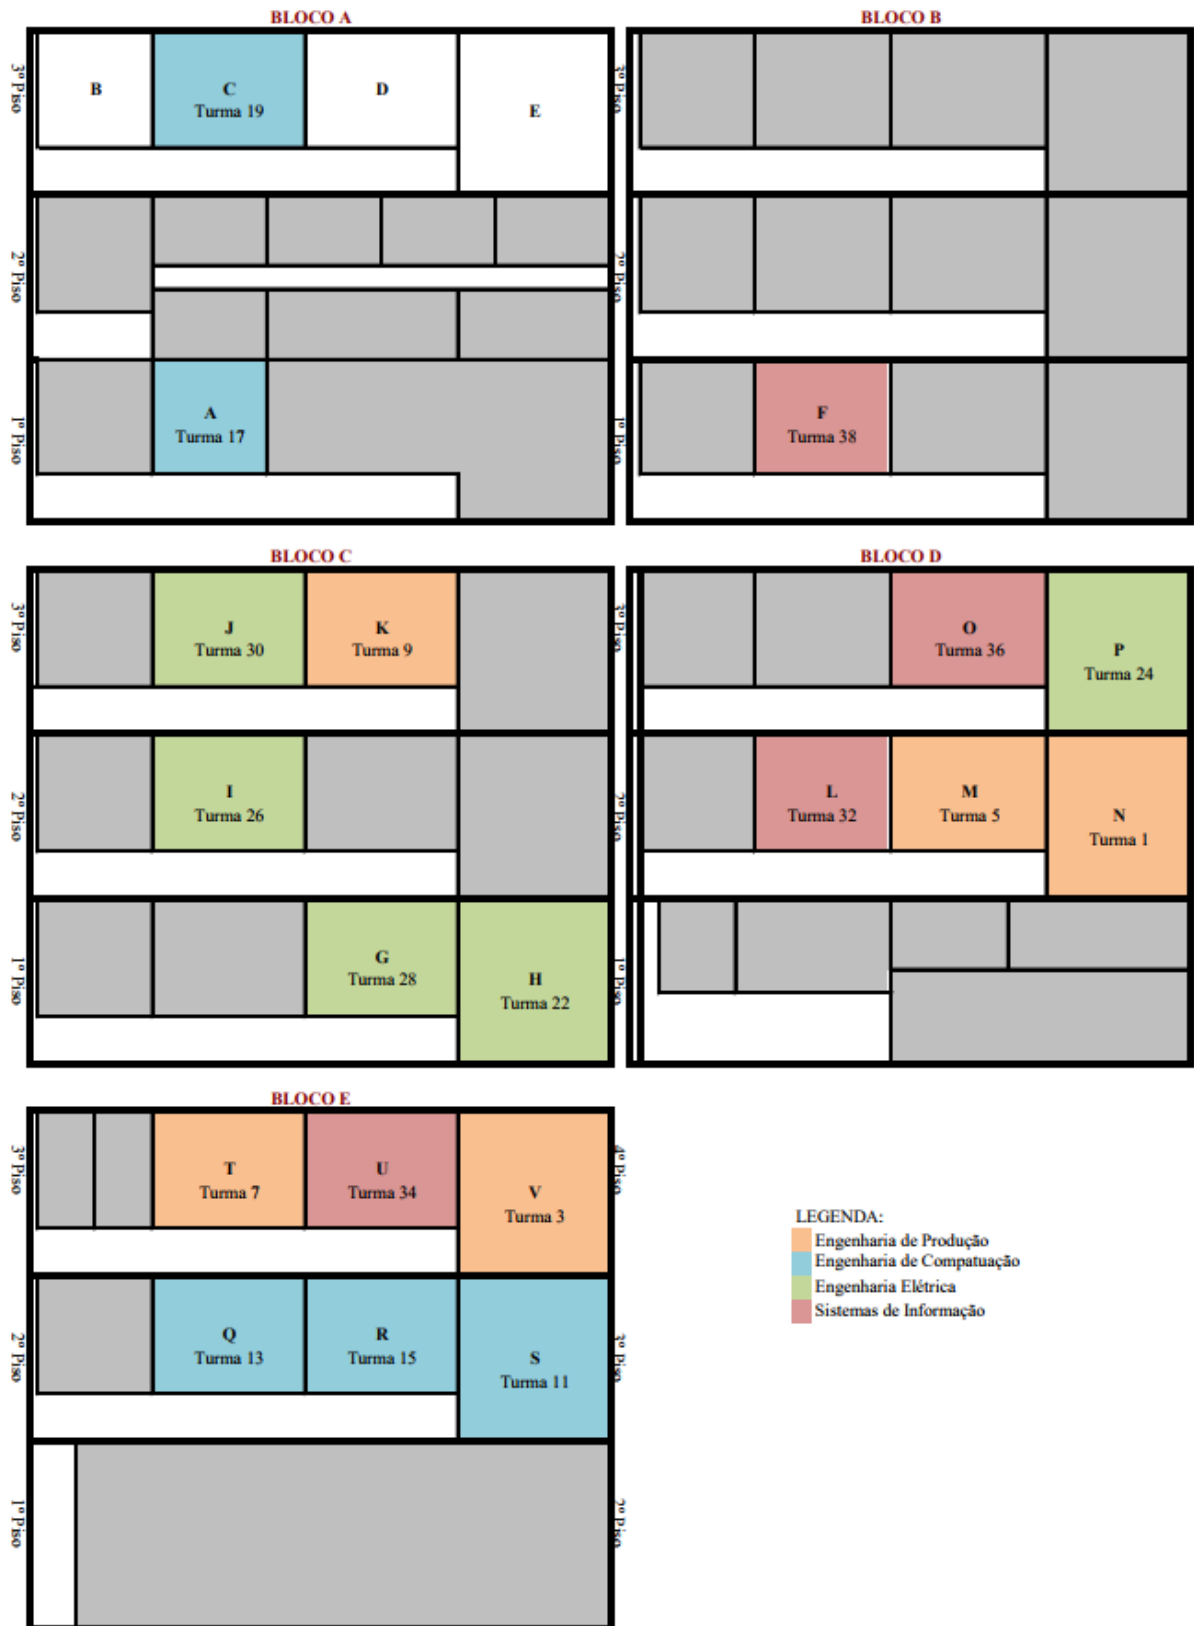 BLOCO A
3º Piso
B
C
Turma 19
D
E
2º Piso
1º Piso
A
Turma 17
BLOCO B
3º Piso
2º Piso
1º Piso
F
Turma 38
BLOCO C
3º Piso
J
Turma 30
K
Turma 9
2º Piso
I
Turma 26
1º Piso
G
Turma 28
H
Turma 22
BLOCO D
3º Piso
O
Turma 36
P
Turma 24
2º Piso
L
Turma 32
M
Turma 5
N
Turma 1
1º Piso
BLOCO E
3º Piso
T
Turma 7
U
Turma 34
V
Turma 3
4º Piso
2º Piso
Q
Turma 13
R
Turma 15
S
Turma 11
3º Piso
1º Piso
2º Piso
LEGENDA:
Engenharia de Produção
Engenharia de Compatuação
Engenharia Elétrica
Sistemas de Informação